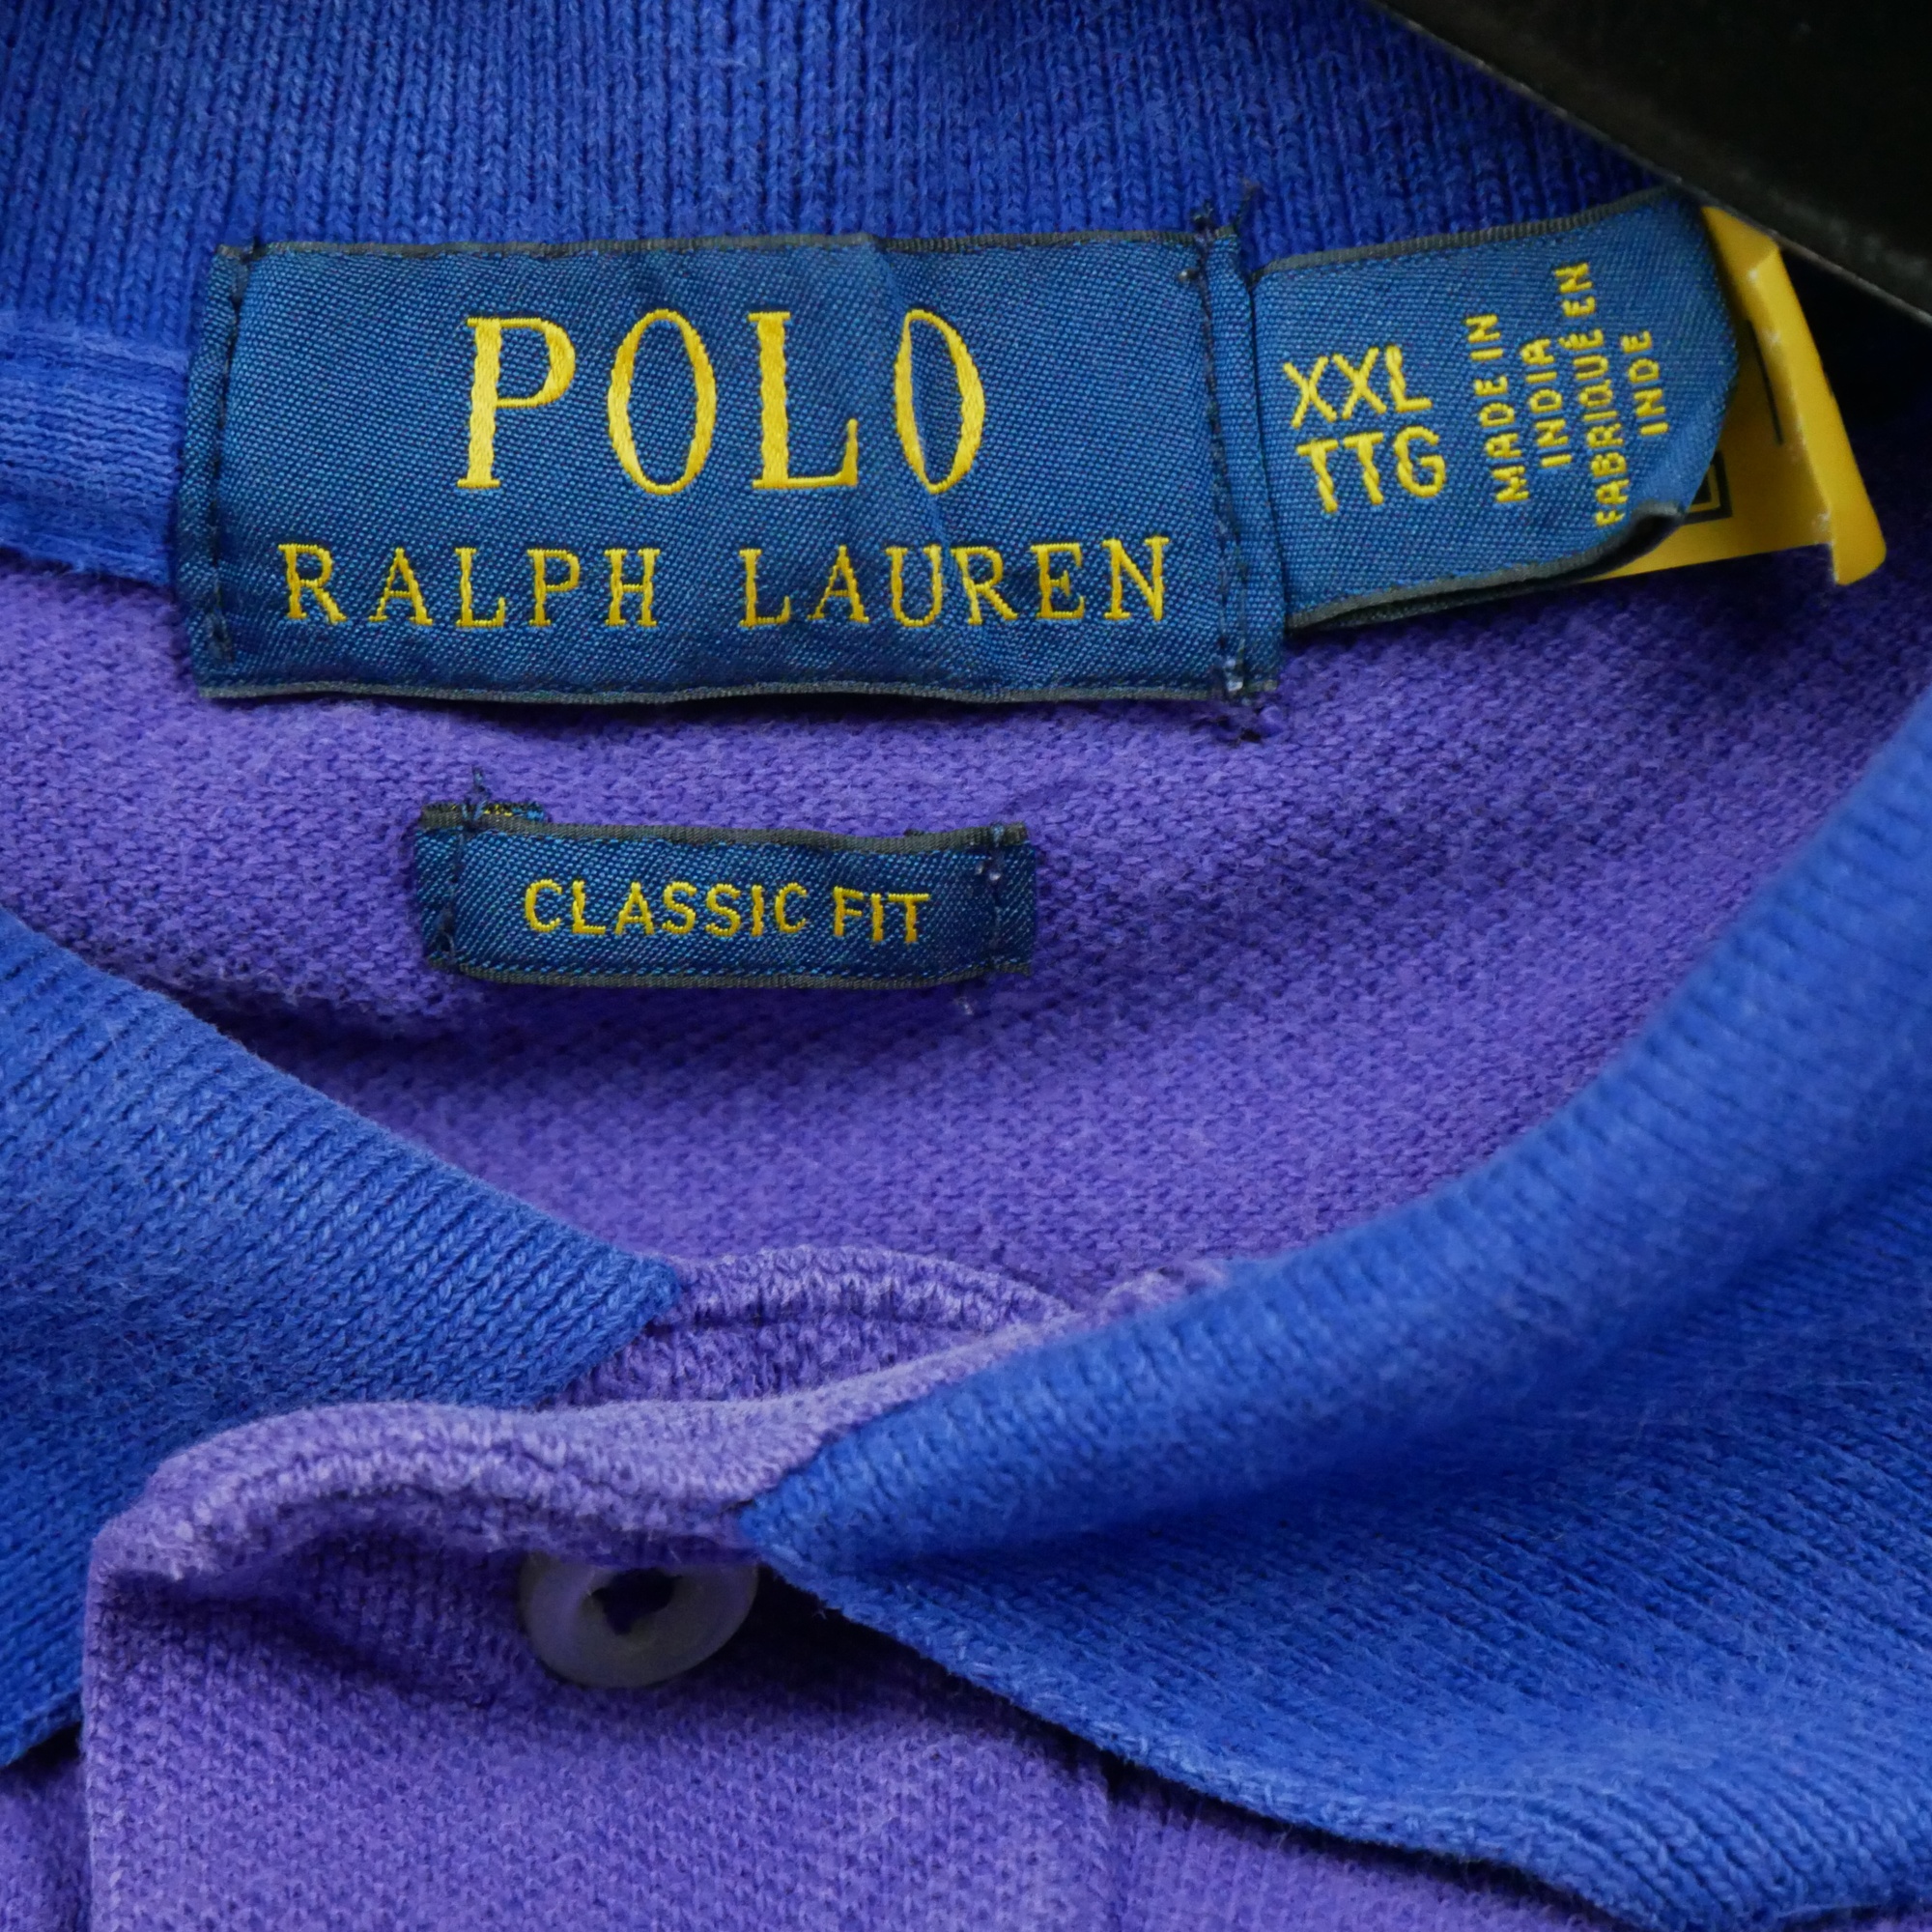 POLO
RALPH LAUREN
XXL
TTG
MADE IN
INDIA
FABRIQUÉ EN
INDE
CLASSIC FIT